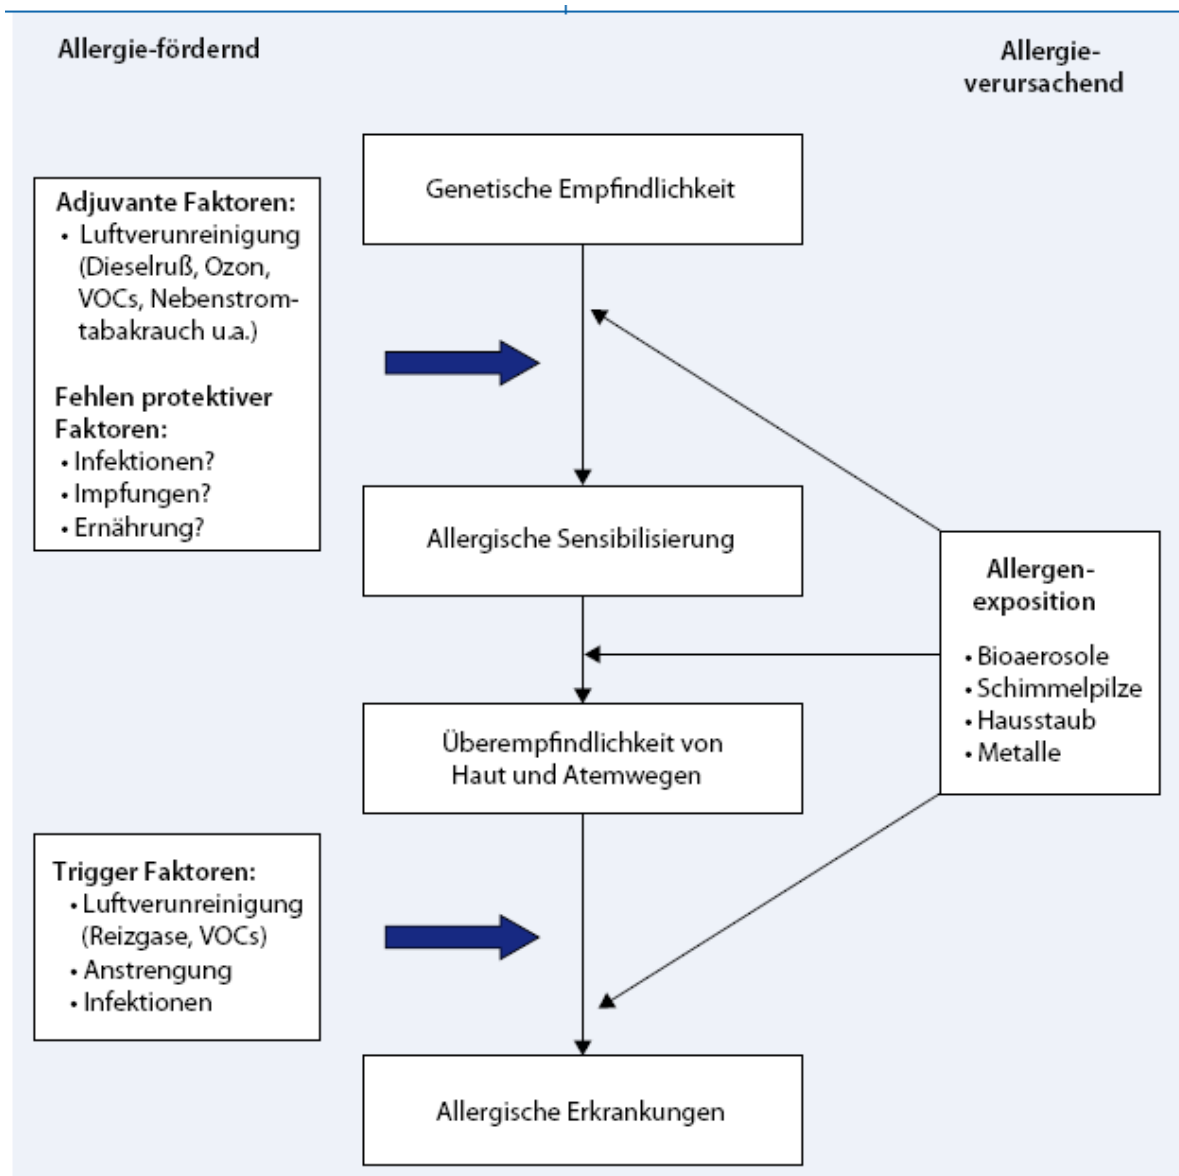 Allergie-fördernd
Allergie-
verursachend
Genetische Empfindlichkeit
Adjuvante Faktoren:
• Luftverunreinigung
(Dieselruß, Ozon,
VOCs, Nebenstrom-
tabakrauch u.a.)
Fehlen protektiver
Faktoren:
• Infektionen?
• Impfungen?
• Ernährung?
Allergische Sensibilisierung
Allergen-
exposition
• Bioaerosole
• Schimmelpilze
• Hausstaub
• Metalle
Überempfindlichkeit von
Haut und Atemwegen
Trigger Faktoren:
• Luftverunreinigung
(Reizgase, VOCs)
• Anstrengung
• Infektionen
Allergische Erkrankungen